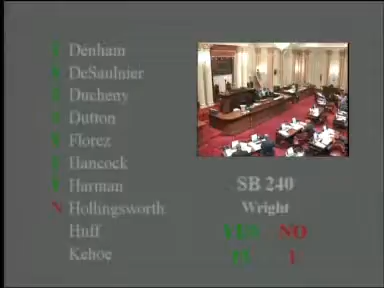 Denham
DeSaulnier
Ducheny
Dutton
Florez
Hancock
Harman
N Hollingsworth
Huff
Kehoe
SB 240
Wright
YES NO
1